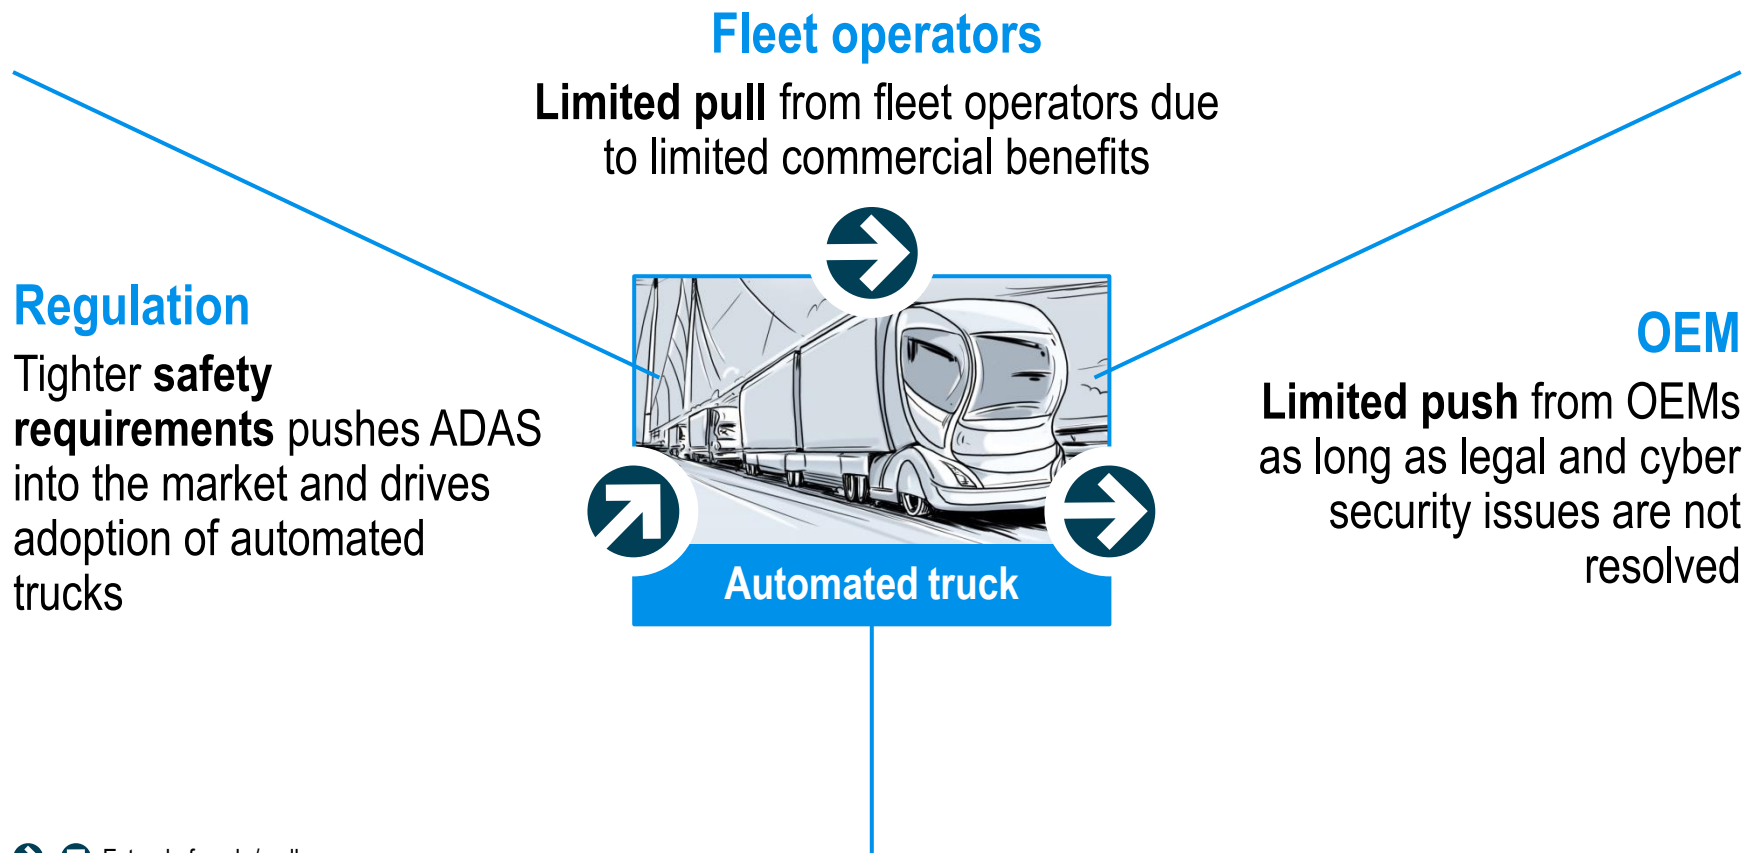 Fleet operators
Limited pull from fleet operators due
to limited commercial benefits
Regulation
Tighter safety
requirements pushes ADAS
into the market and drives
adoption of automated
trucks
OEM
Limited push from OEMs
as long as legal and cyber
security issues are not
resolved
Automated truck